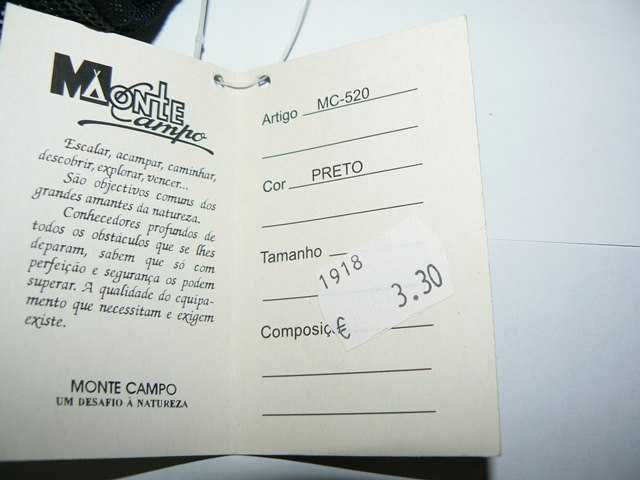 MONTE
Campo
Escalar, acampar, caminhar,
descobrir, explorar, vencer...
São objectivos comuns dos
grandes amantes da natureza.
Conhecedores profundos de
todos os obstáculos que se lhes
deparam, sabem que só com
perfeição e segurança os podem
superar. A qualidade do equipa-
mento que necessitam e exigem
existe.
MONTE CAMPO
UM DESAFIO À NATUREZA
Artigo MC-520
Cor PRETO
Tamanho
1918
€ 3.30
Composiç